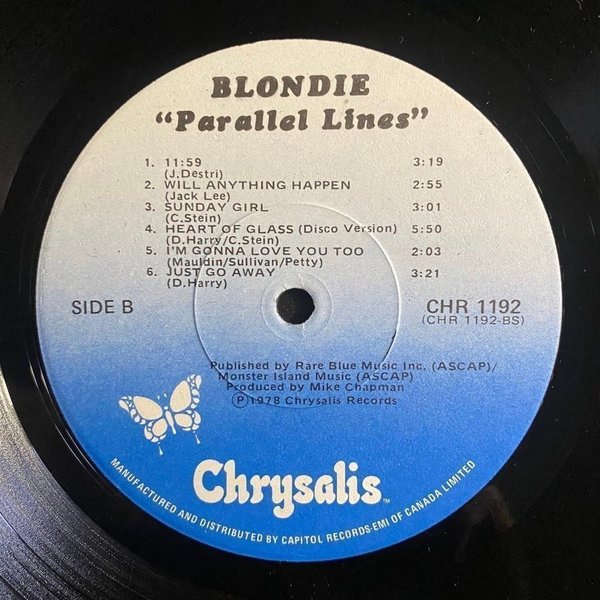 BLONDIE
"Parallel Lines"
1. 11:59 3:19
(J.Destri)
2. WILL ANYTHING HAPPEN 2:55
(Jack Lee)
3. SUNDAY GIRL 3:01
(C.Stein)
4. HEART OF GLASS (Disco Version) 5:50
(D.Harry/C.Stein)
5. I'M GONNA LOVE YOU TOO 2:03
(Mauldin/Sullivan/Petty)
6. JUST GO AWAY 3:21
(D.Harry)
SIDE B CHR 1192
(CHR 1192-BS)
Published by Rare Blue Music Inc. (ASCAP)/
Monster Island Music (ASCAP)
Produced by Mike Chapman
℗1978 Chrysalis Records
Chrysalis™
MANUFACTURED AND DISTRIBUTED BY CAPITOL RECORDS-EMI OF CANADA LIMITED